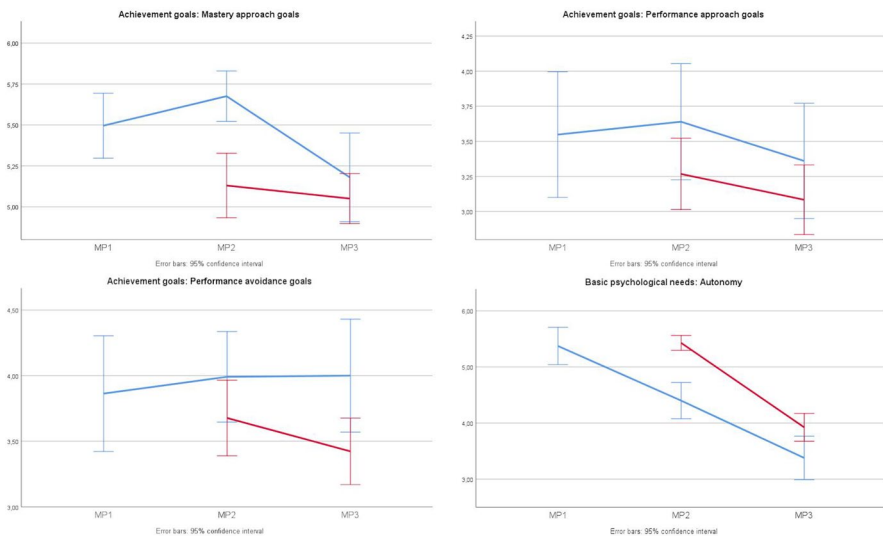 Achievement goals: Mastery approach goals
6,00
5,75
5,50
5,25
5,00
MP1 MP2 MP3
Error bars: 95% confidence interval
Achievement goals: Performance approach goals
4,25
4,00
3,75
3,50
3,25
3,00
MP1 MP2 MP3
Error bars: 95% confidence interval
Achievement goals: Performance avoidance goals
4,50
4,00
3,50
3,00
MP1 MP2 MP3
Error bars: 95% confidence interval
Basic psychological needs: Autonomy
6,00
5,00
4,00
3,00
MP1 MP2 MP3
Error bars: 95% confidence interval